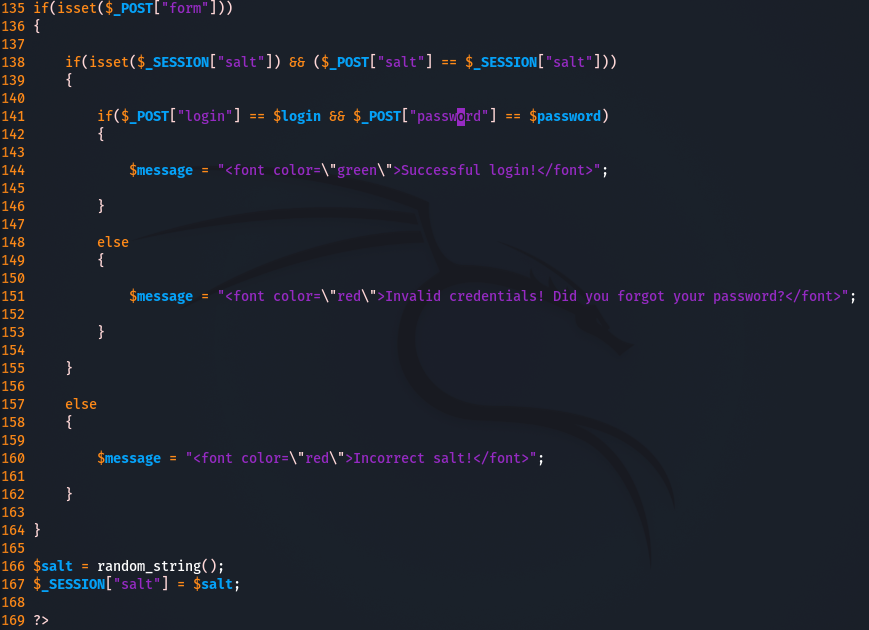 135 if(isset($_POST["form"]))
136 {
137
138     if(isset($_SESSION["salt"]) && ($_POST["salt"] == $_SESSION["salt"]))
139     {
140
141         if($_POST["login"] == $login && $_POST["password"] == $password)
142         {
143
144             $message = "<font color=\"green\">Successful login!</font>";
145
146         }
147
148         else
149         {
150
151             $message = "<font color=\"red\">Invalid credentials! Did you forgot your password?</font>";
152
153         }
154
155     }
156
157     else
158     {
159
160         $message = "<font color=\"red\">Incorrect salt!</font>";
161
162     }
163
164 }
165
166 $salt = random_string();
167 $_SESSION["salt"] = $salt;
168
169 ?>